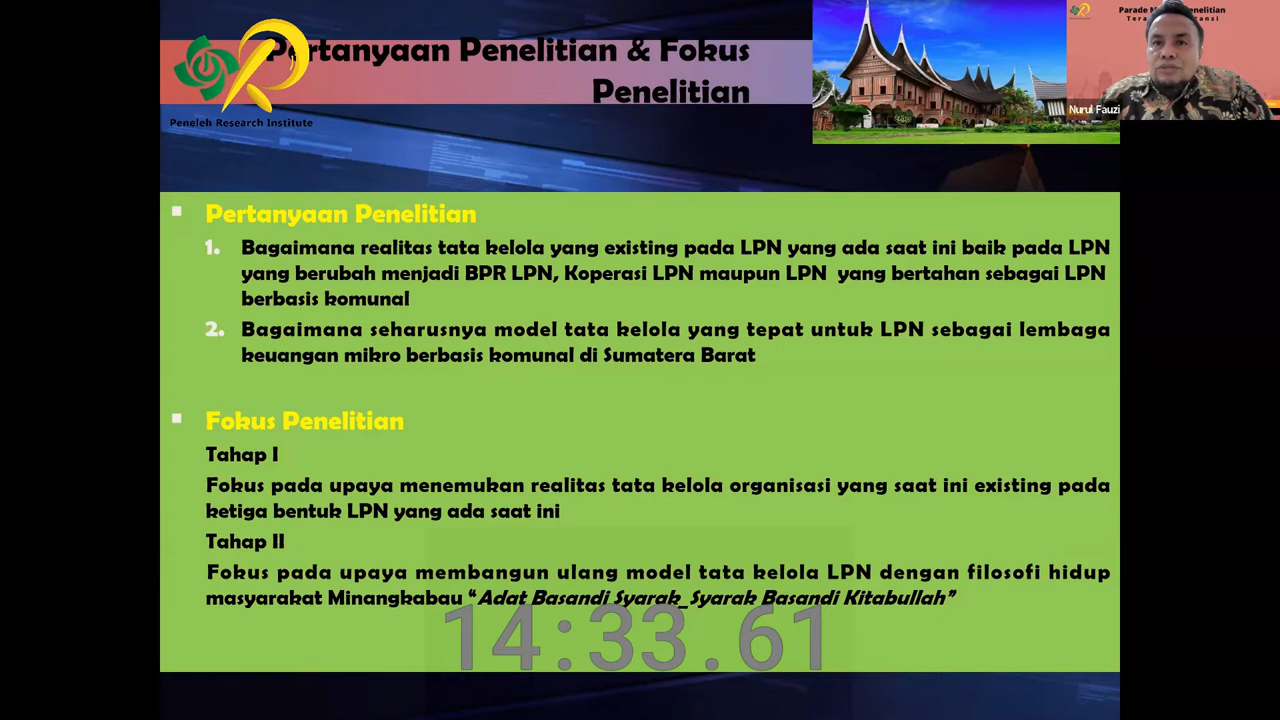 Pertanyaan Penelitian & Fokus
Penelitian
Peneleh Research Institute
Nurul Fauzi
Pertanyaan Penelitian
1. Bagaimana realitas tata kelola yang existing pada LPN yang ada saat ini baik pada LPN
yang berubah menjadi BPR LPN, Koperasi LPN maupun LPN yang bertahan sebagai LPN
berbasis komunal
2. Bagaimana seharusnya model tata kelola yang tepat untuk LPN sebagai lembaga
keuangan mikro berbasis komunal di Sumatera Barat
Fokus Penelitian
Tahap I
Fokus pada upaya menemukan realitas tata kelola organisasi yang saat ini existing pada
ketiga bentuk LPN yang ada saat ini
Tahap II
Fokus pada upaya membangun ulang model tata kelola LPN dengan filosofi hidup
masyarakat Minangkabau “Adat Basandi Syarak_Syarak Basandi Kitabullah”
14:33.61